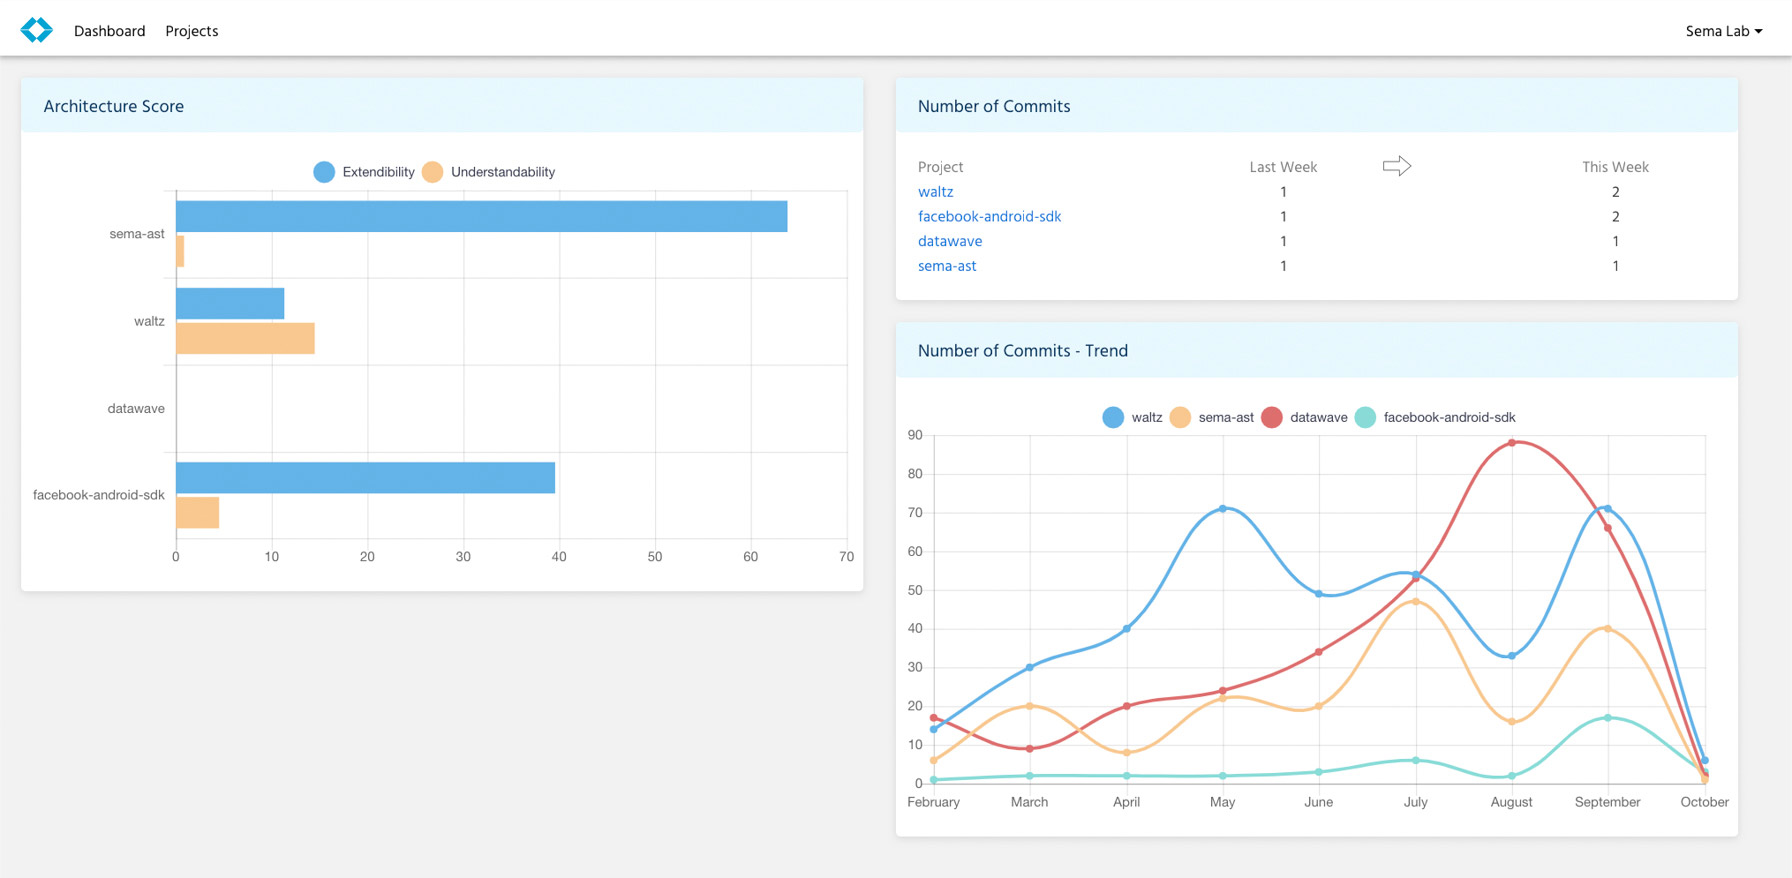 Dashboard Projects Sema Lab
Architecture Score
Extendibility Understandability
sema-ast
waltz
datawave
facebook-android-sdk
0 10 20 30 40 50 60 70
Number of Commits
Project Last Week This Week
waltz 1 2
facebook-android-sdk 1 2
datawave 1 1
sema-ast 1 1
Number of Commits - Trend
waltz sema-ast datawave facebook-android-sdk
90
80
70
60
50
40
30
20
10
0
February March April May June July August September October